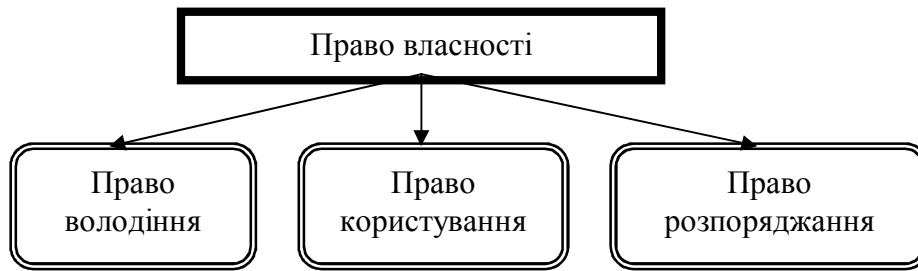 Право власності
Право
володіння
Право
користування
Право
розпоряджання